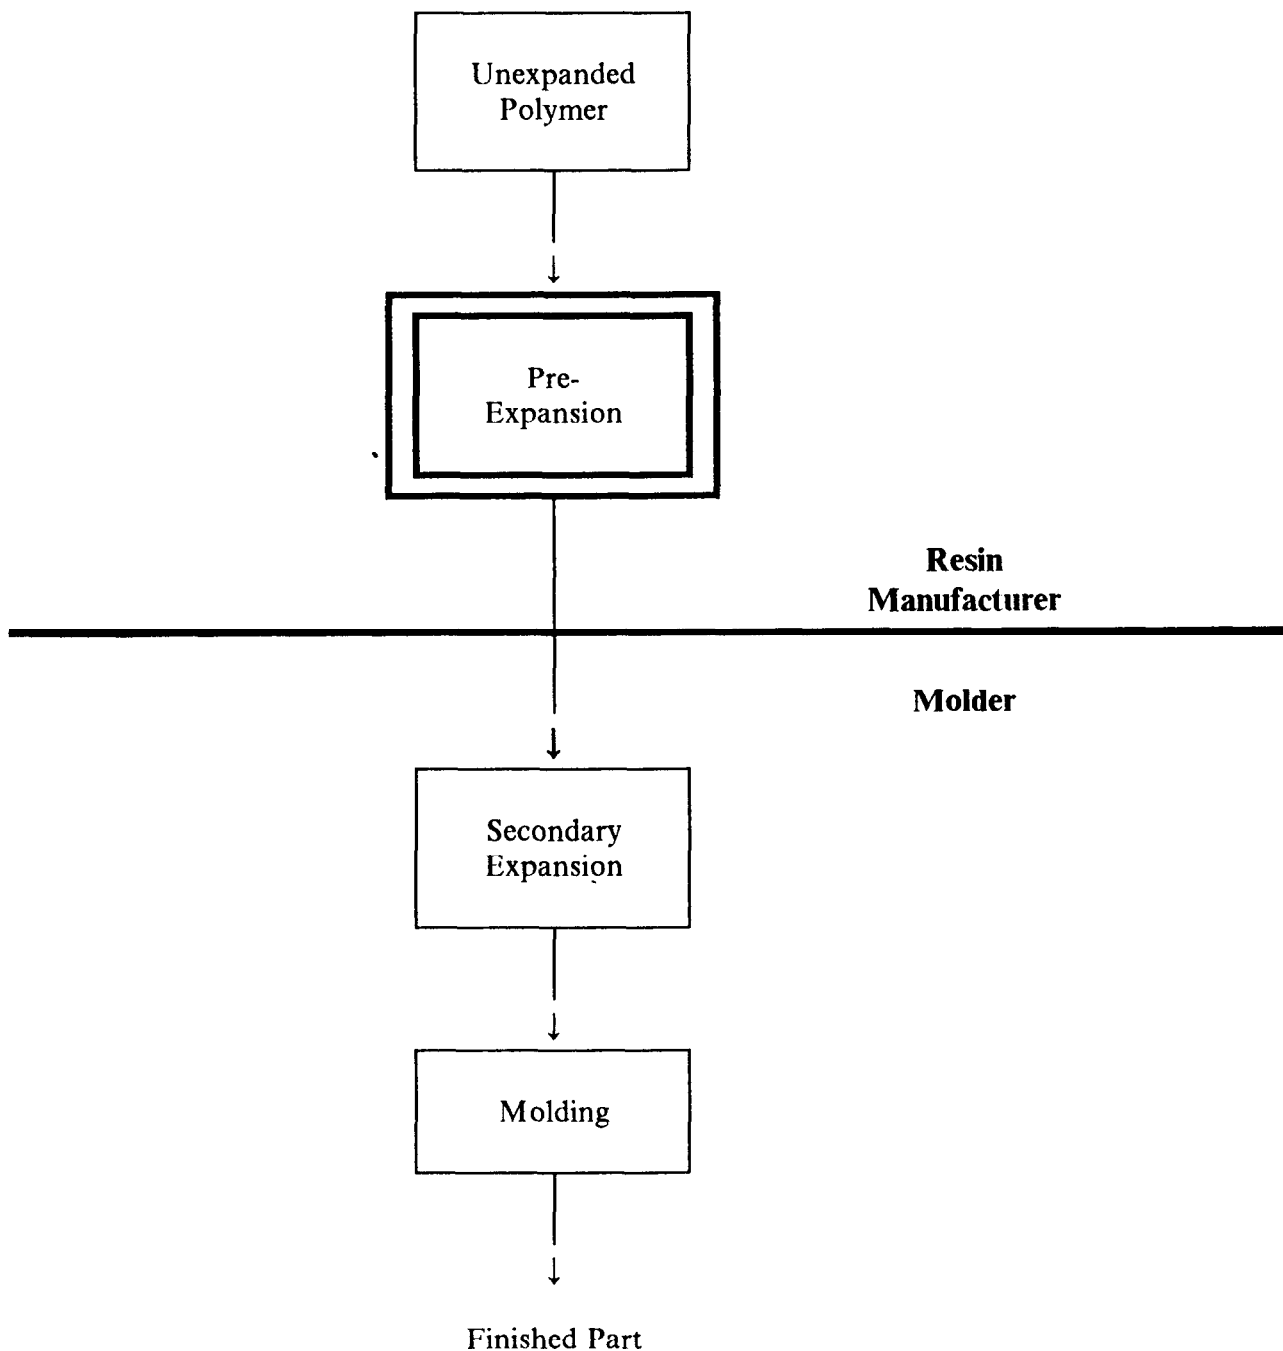 Unexpanded
Polymer
Pre-
Expansion
Resin
Manufacturer
Molder
Secondary
Expansion
Molding
Finished Part